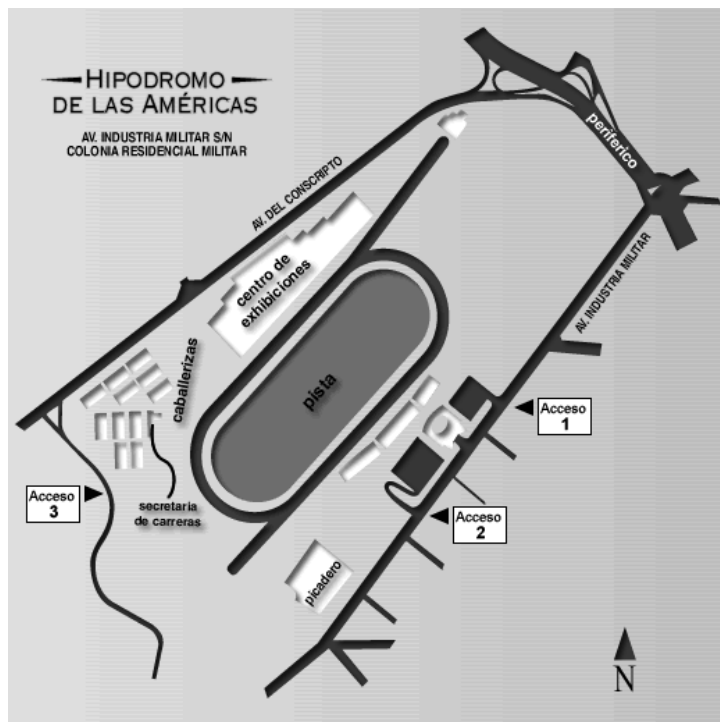 HIPODROMO
DE LAS AMÉRICAS
AV. INDUSTRIA MILITAR S/N
COLONIA RESIDENCIAL MILITAR
periferico
AV. DEL CONSCRIPTO
AV. INDUSTRIA MILITAR
centro de
exhibiciones
caballerizas
pista
Acceso
1
Acceso
3
secretaria
de carreras
Acceso
2
picadero
N